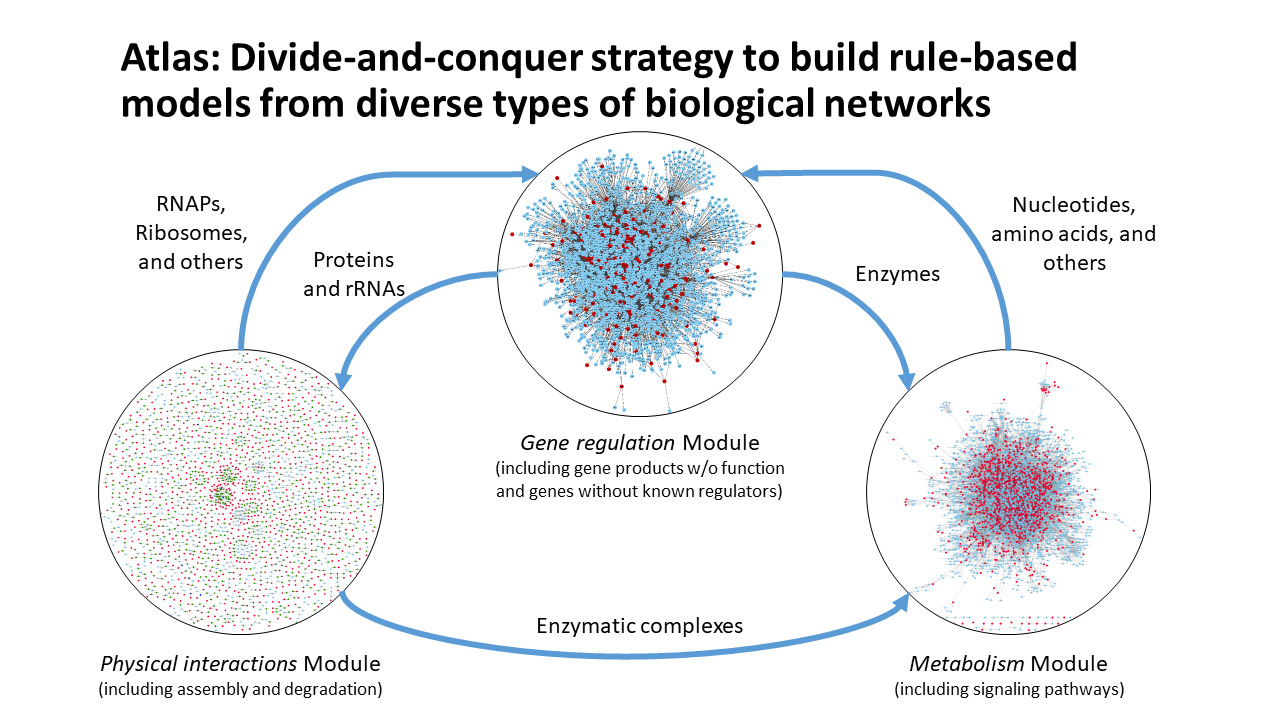 Atlas: Divide-and-conquer strategy to build rule-based
models from diverse types of biological networks
RNAPs,
Ribosomes,
and others
Proteins
and rRNAs
Enzymes
Nucleotides,
amino acids, and
others
Gene regulation Module
(including gene products w/o function
and genes without known regulators)
Enzymatic complexes
Physical interactions Module
(including assembly and degradation)
Metabolism Module
(including signaling pathways)